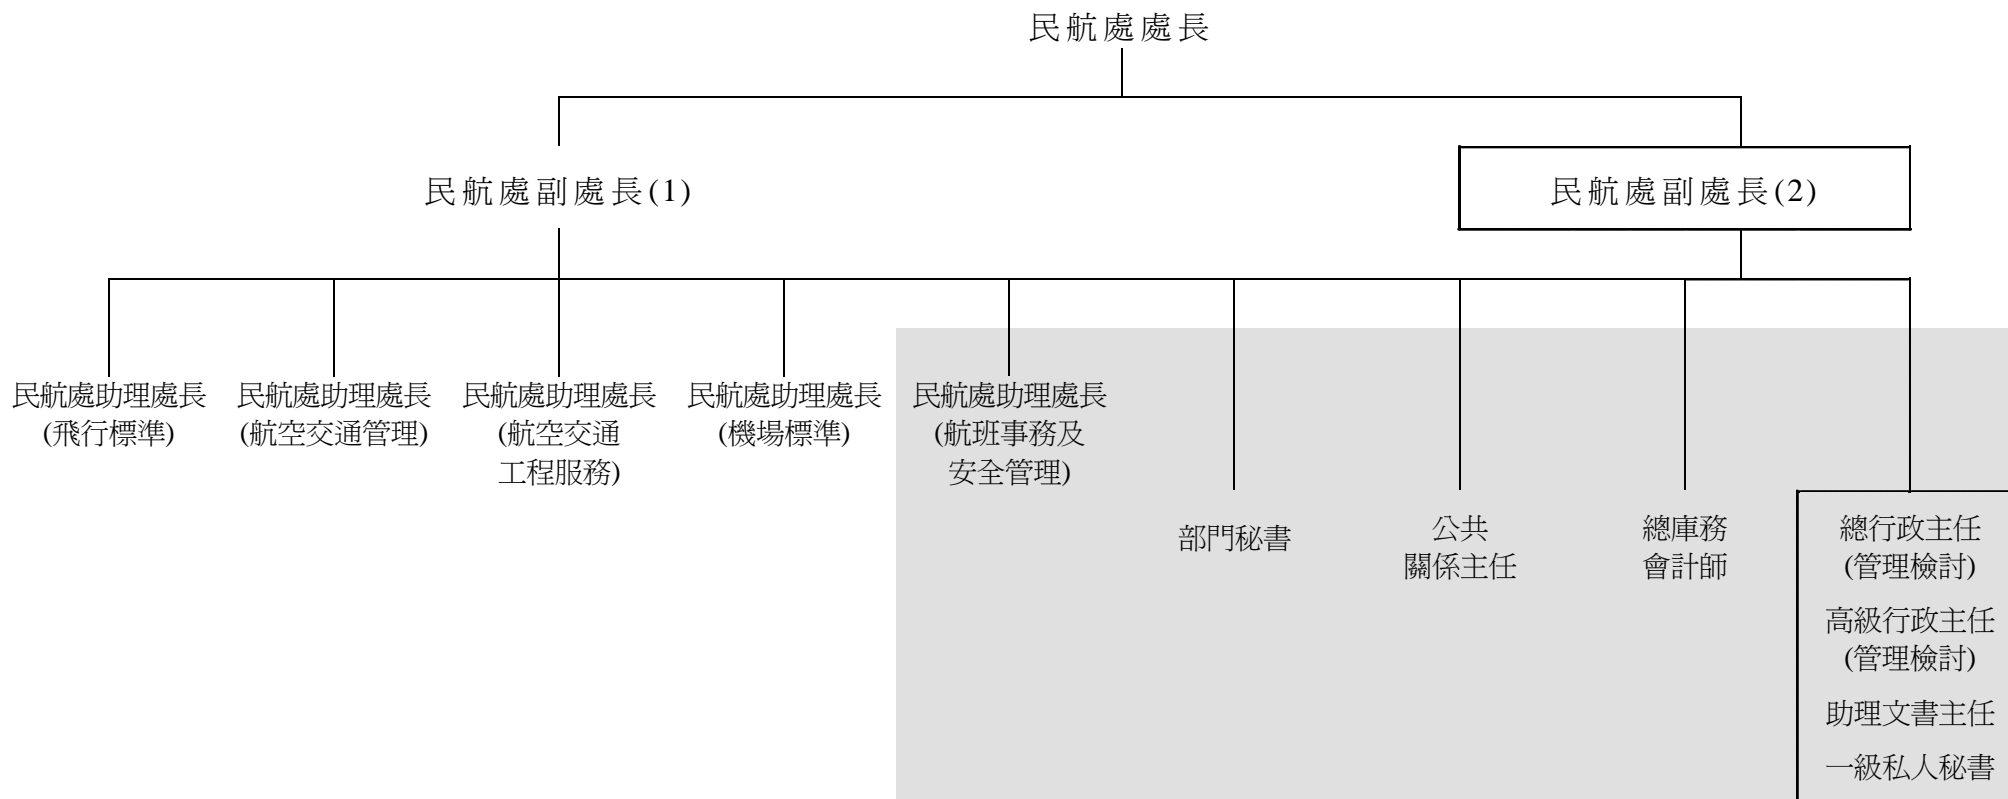 民航處處長
民航處副處長(1)
民航處副處長(2)
民航處助理處長
(飛行標準)
民航處助理處長
(航空交通管理)
民航處助理處長
(航空交通
工程服務)
民航處助理處長
(機場標準)
民航處助理處長
(航班事務及
安全管理)
部門秘書
公共
關係主任
總庫務
會計師
總行政主任
(管理檢討)
高級行政主任
(管理檢討)
助理文書主任
一級私人秘書